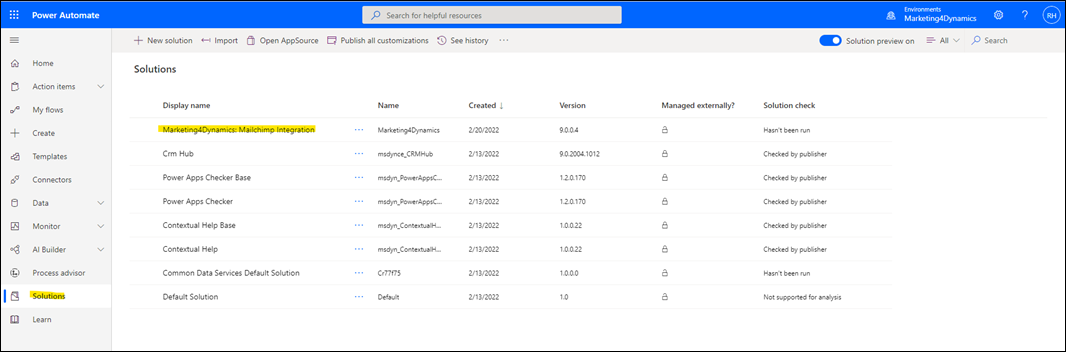 Power Automate
Search for helpful resources
Environments
Marketing4Dynamics
?
RH
New solution
Import
Open AppSource
Publish all customizations
See history
...
Solution preview on
All
Search
Home
Action items
My flows
Create
Templates
Connectors
Data
Monitor
AI Builder
Process advisor
Solutions
Learn
Solutions
Display name Name Created ↓ Version Managed externally? Solution check
Marketing4Dynamics: Mailchimp Integration ... Marketing4Dynamics 2/20/2022 9.0.0.4 Hasn't been run
Crm Hub ... msdynce_CRMHub 2/13/2022 9.0.2004.1012 Checked by publisher
Power Apps Checker Base ... msdyn_PowerAppsC... 2/13/2022 1.2.0.170 Checked by publisher
Power Apps Checker ... msdyn_PowerAppsC... 2/13/2022 1.2.0.170 Checked by publisher
Contextual Help Base ... msdyn_ContextualH... 2/13/2022 1.0.0.22 Checked by publisher
Contextual Help ... msdyn_ContextualH... 2/13/2022 1.0.0.22 Checked by publisher
Common Data Services Default Solution ... Cr77f75 2/13/2022 1.0.0.0 Hasn't been run
Default Solution ... Default 2/13/2022 1.0 Not supported for analysis